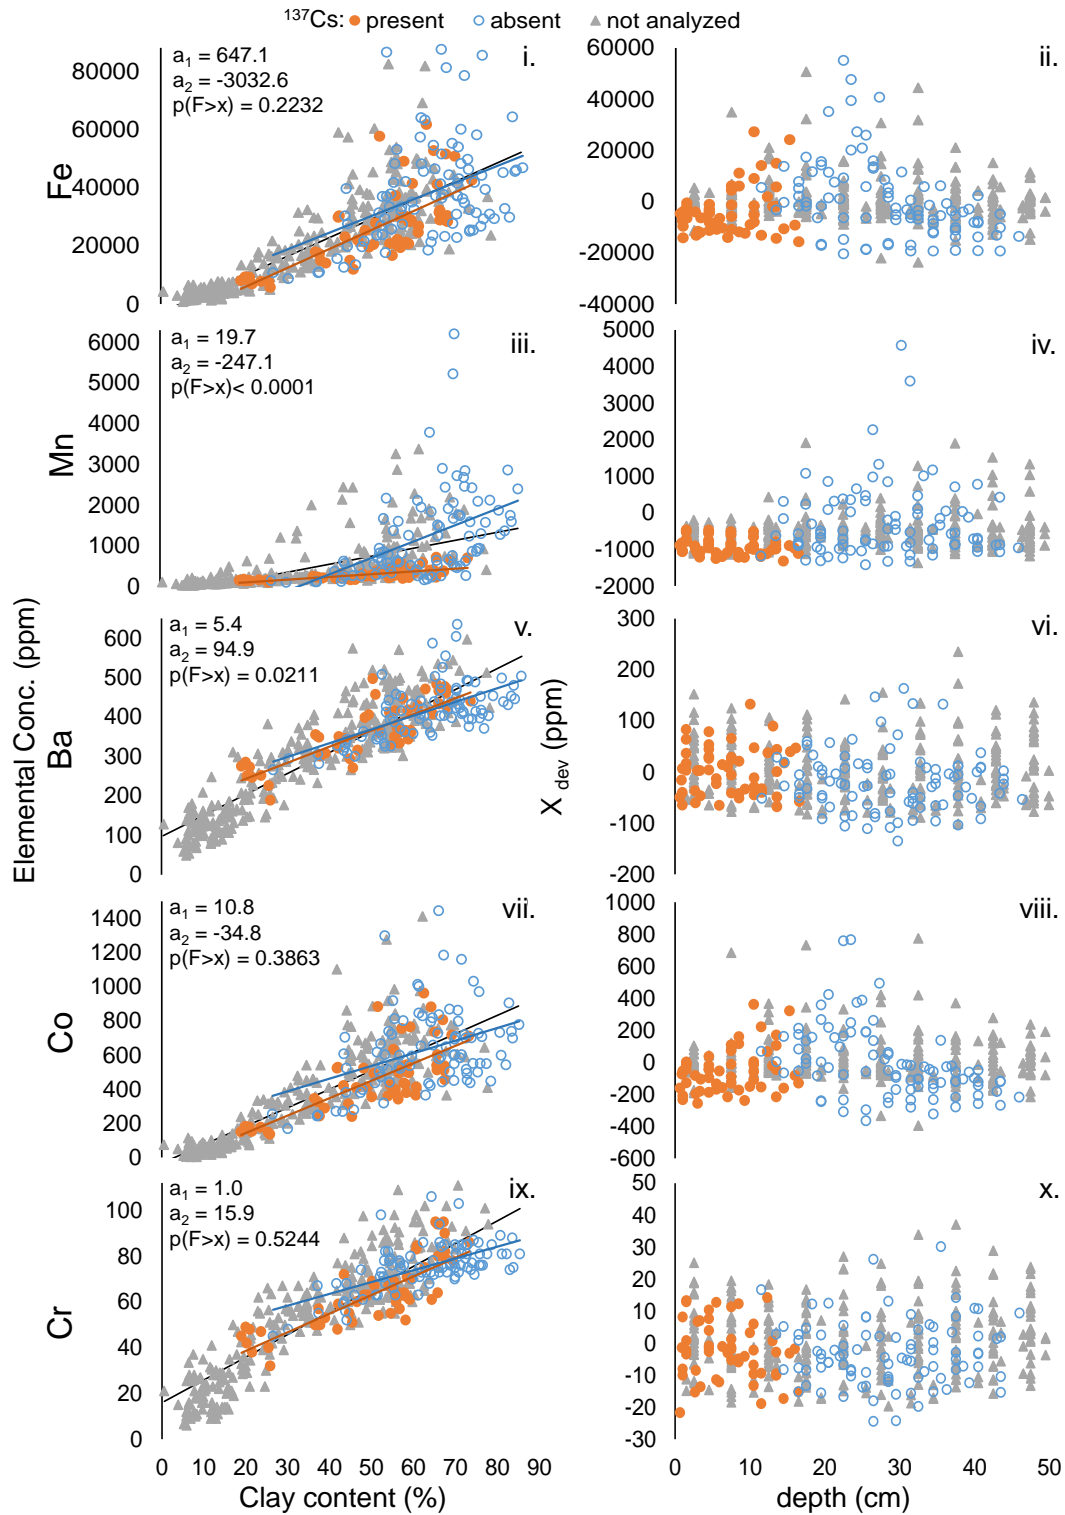 137Cs: present absent not analyzed
a1 = 647.1
a2 = -3032.6
p(F>x) = 0.2232
i.
80000
60000
40000
20000
0
Fe
ii.
60000
40000
20000
0
-20000
-40000
a1 = 19.7
a2 = -247.1
p(F>x)< 0.0001
iii.
6000
5000
4000
3000
2000
1000
0
Mn
iv.
5000
4000
3000
2000
1000
0
-1000
-2000
Elemental Conc. (ppm)
a1 = 5.4
a2 = 94.9
p(F>x) = 0.0211
v.
600
500
400
300
200
100
0
Ba
X dev (ppm)
vi.
300
200
100
0
-100
-200
a1 = 10.8
a2 = -34.8
p(F>x) = 0.3863
vii.
1400
1200
1000
800
600
400
200
0
Co
viii.
1000
800
600
400
200
0
-200
-400
-600
a1 = 1.0
a2 = 15.9
p(F>x) = 0.5244
ix.
100
80
60
40
20
0
Cr
x.
50
40
30
20
10
0
-10
-20
-30
0 10 20 30 40 50 60 70 80 90
Clay content (%)
0 10 20 30 40 50
depth (cm)